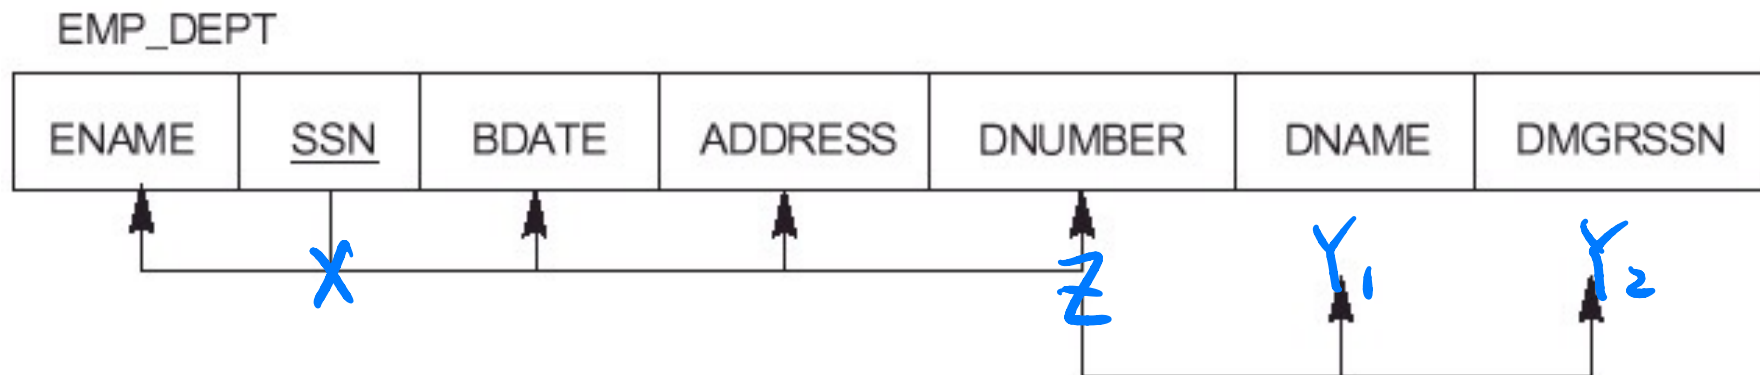 EMP_DEPT
ENAME SSN BDATE ADDRESS DNUMBER DNAME DMGRSSN
X Z Y1 Y2